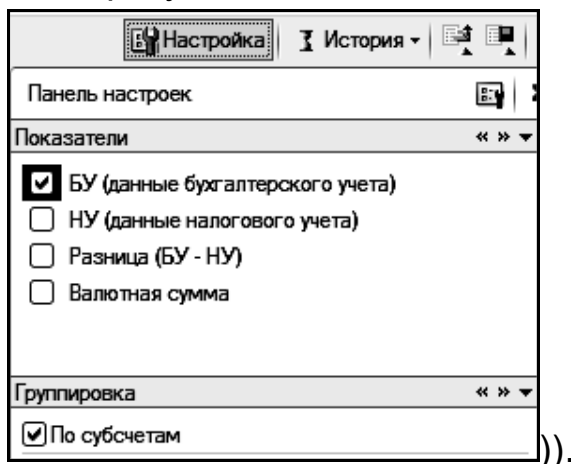 Настройка История
Панель настроек
Показатели
БУ (данные бухгалтерского учета)
НУ (данные налогового учета)
Разница (БУ - НУ)
Валютная сумма
Группировка
По субсчетам
)).